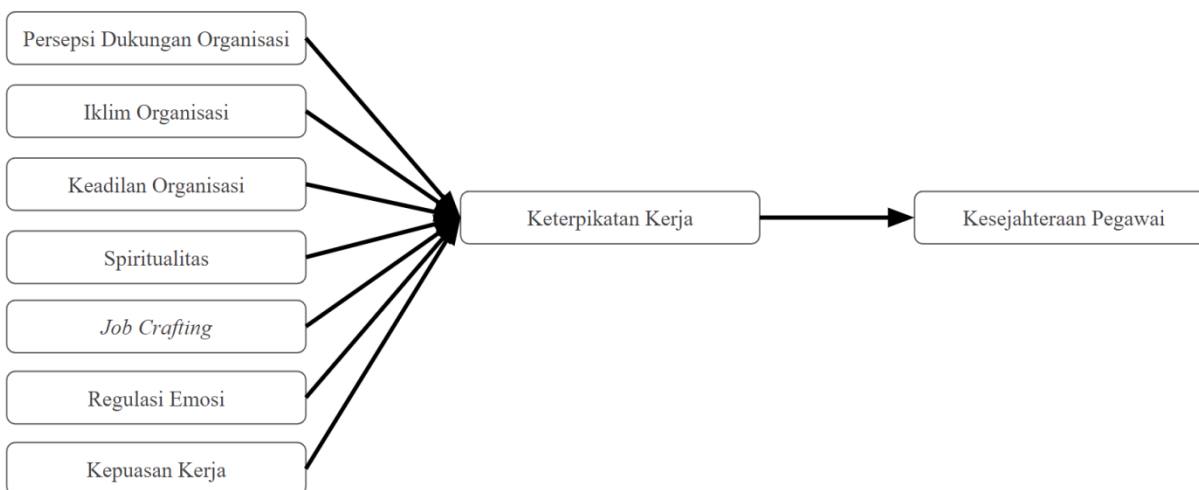 Persepsi Dukungan Organisasi
Iklim Organisasi
Keadilan Organisasi
Spiritualitas
Job Crafting
Regulasi Emosi
Kepuasan Kerja
Keterpikatan Kerja
Kesejahteraan Pegawai